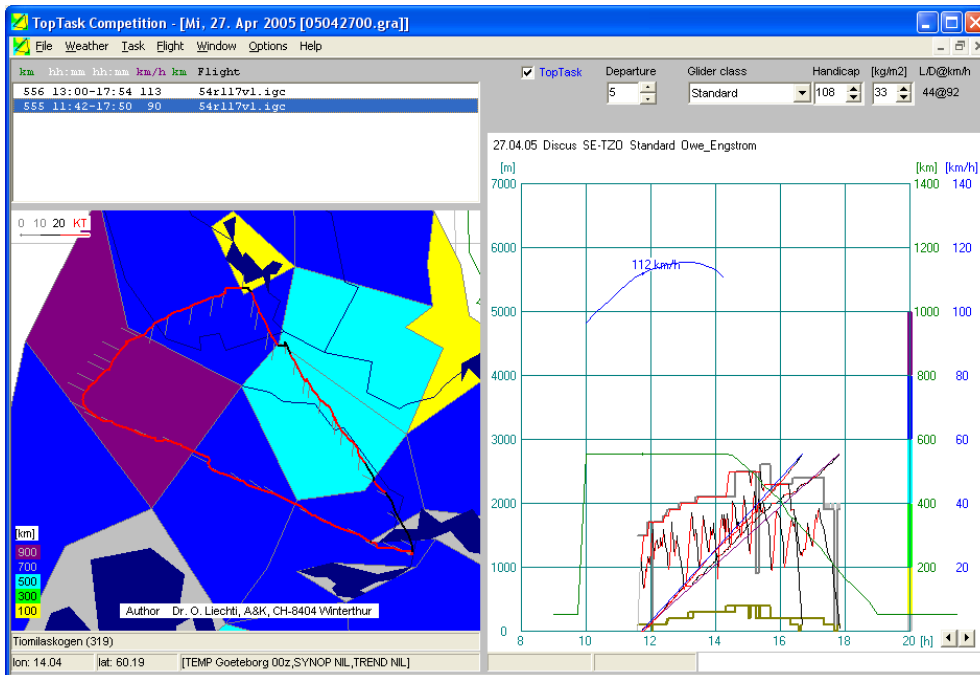 TopTask Competition - [Mi, 27. Apr 2005 [05042700.gra]]
File Weather Task Flight Window Options Help
km hh:mm hh:mm km/h km Flight
556 13:00-17:54 113 54rl17v1.igc
555 11:42-17:50 90 54rl17v1.igc
TopTask Departure Glider class Handicap [kg/m2] L/D@km/h
5 Standard 108 33 44@92
27.04.05 Discus SE-TZO Standard Owe_Engstrom
[m] [km] [km/h]
7000 1400 140
6000 1200 120
112 km/h
5000 1000 100
4000 800 80
3000 600 60
2000 400 40
1000 200 20
0
8 10 12 14 16 18 20 [h]
0 10 20 KT
[km]
900
700
500
300
100
Author Dr. O. Liechti, A&K, CH-8404 Winterthur
Tiomilaskogen (319)
lon: 14.04 lat: 60.19 [TEMP Goeteborg 00z,SYNOP NIL,TREND NIL]